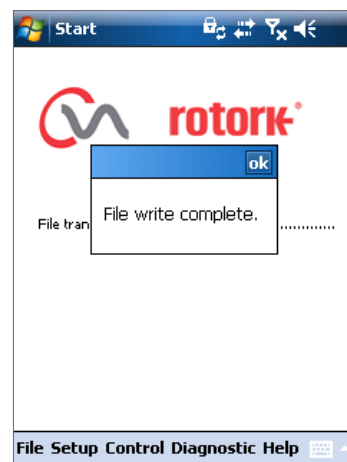 Start
rotork
ok
File write complete.
File tran .............
File Setup Control Diagnostic Help